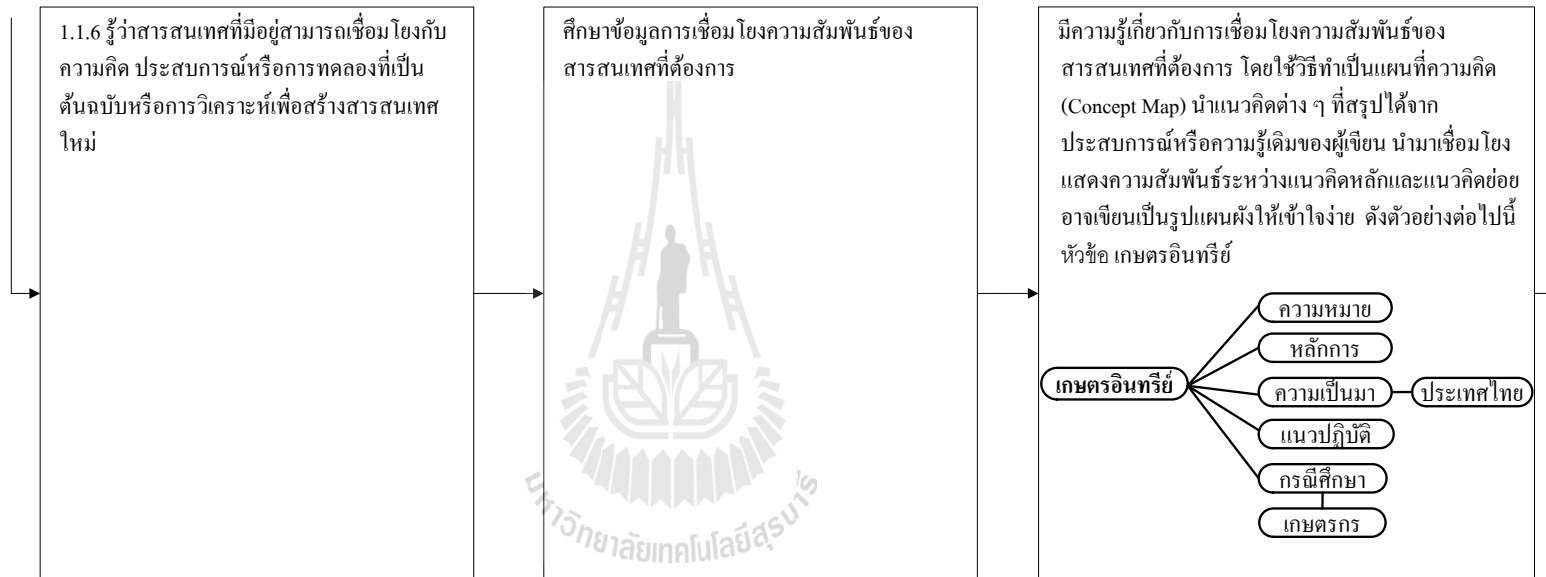 1.1.6 รู้ว่าสารสนเทศที่มีอยู่สามารถเชื่อมโยงกับ
ความคิด ประสบการณ์หรือการทดลองที่เป็น
ต้นฉบับหรือการวิเคราะห์เพื่อสร้างสารสนเทศ
ใหม่
ศึกษาข้อมูลการเชื่อมโยงความสัมพันธ์ของ
สารสนเทศที่ต้องการ
มีความรู้เกี่ยวกับการเชื่อมโยงความสัมพันธ์ของ
สารสนเทศที่ต้องการ โดยใช้วิธีทำเป็นแผนที่ความคิด
(Concept Map) นำแนวคิดต่าง ๆ ที่สรุปได้จาก
ประสบการณ์หรือความรู้เดิมของผู้เขียน นำมาเชื่อมโยง
แสดงความสัมพันธ์ระหว่างแนวคิดหลักและแนวคิดย่อย
อาจเขียนเป็นรูปแผนผังให้เข้าใจง่าย ดังตัวอย่างต่อไปนี้
หัวข้อ เกษตรอินทรีย์
ความหมาย
หลักการ
เกษตรอินทรีย์
ความเป็นมา
ประเทศไทย
แนวปฏิบัติ
กรณีศึกษา
เกษตรกร
มหาวิทยาลัยเทคโนโลยีสุรนารี